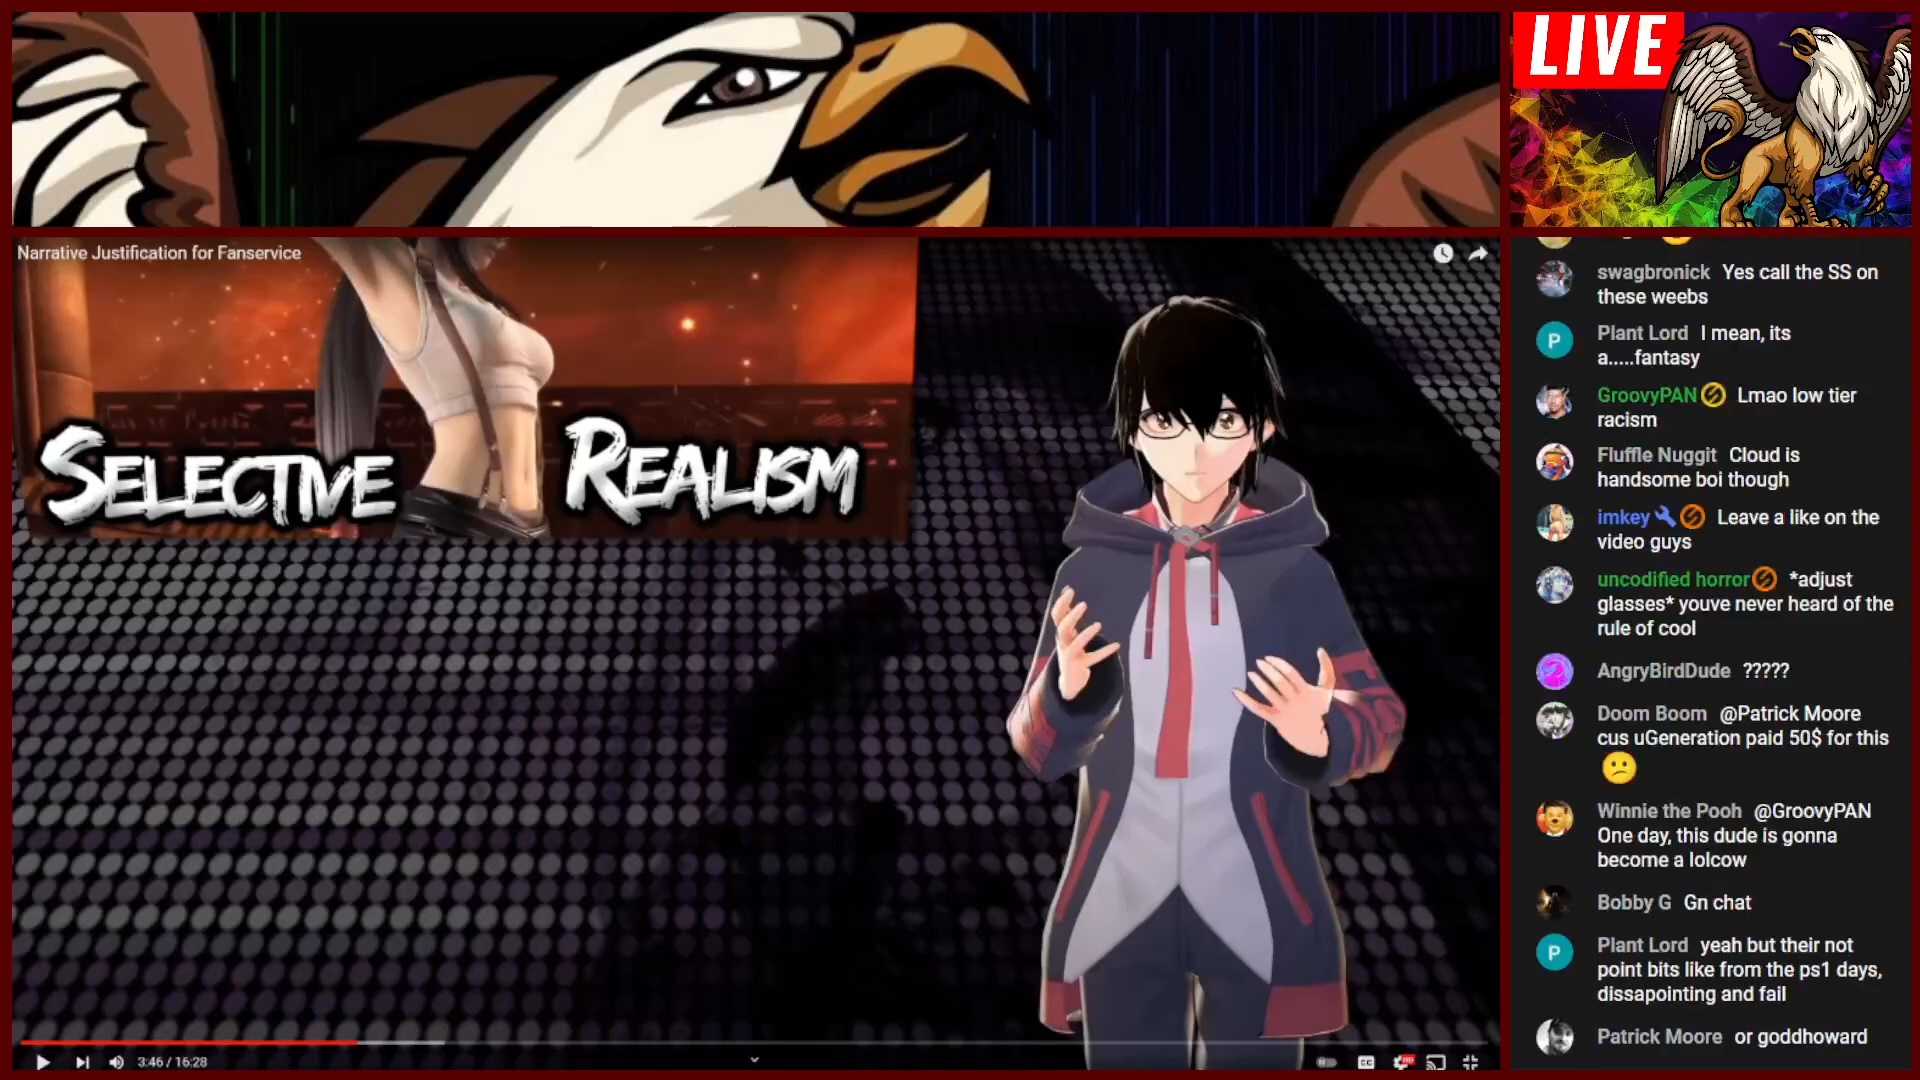 LIVE
Narrative Justification for Fanservice
SELECTIVE REALISM
3:46 / 16:28
CC
HD
swagbronick Yes call the SS on
these weebs
P
Plant Lord I mean, its
a.....fantasy
GroovyPAN Lmao low tier
racism
Fluffle Nuggit Cloud is
handsome boi though
imkey Leave a like on the
video guys
uncodified horror *adjust
glasses* youve never heard of the
rule of cool
AngryBirdDude ?????
Doom Boom @Patrick Moore
cus uGeneration paid 50$ for this
Winnie the Pooh @GroovyPAN
One day, this dude is gonna
become a lolcow
Bobby G Gn chat
P
Plant Lord yeah but their not
point bits like from the ps1 days,
dissapointing and fail
Patrick Moore or goddhoward